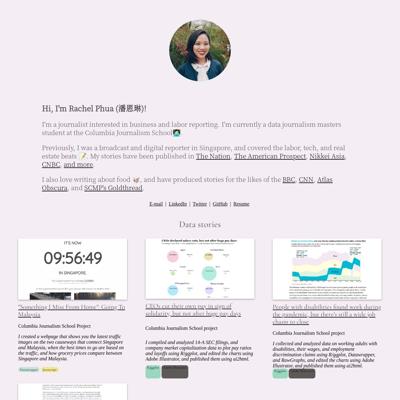 Hi, I'm Rachel Phua (潘恩琳)!
I'm a journalist interested in business and labor reporting. I'm currently a data journalism masters
student at the Columbia Journalism School
Previously, I was a broadcast and digital reporter in Singapore, and covered the labor, tech, and real
estate beats 📝. My stories have been published in The Nation, The American Prospect, Nikkei Asia,
CNBC, and more.
I also love writing about food 🥡, and have produced stories for the likes of the BBC, CNN, Atlas
Obscura, and SCMP's Goldthread.
E-mail | LinkedIn | Twitter | GitHub | Resume
Data stories
IT'S NOW
09:56:49
IN SINGAPORE.
"Something I Miss From Home": Going To
Malaysia
Columbia Journalism School Project
I created a webpage that shows you the latest traffic
images on the two causeways that connect Singapore
and Malaysia, when the best times to go are based on
the traffic, and how grocery prices compare between
Singapore and Malaysia.
CEOs cut their own pay in sign of
solidarity, but not after huge pay days
Columbia Journalism School project
I compiled and analyzed 14-A SEC filings, and
company market capitalization data to plot pay ratios
and layoffs using R/ggplot, and edited the charts using
Adobe Illustrator, and published them using ai2html.
People with disabilities found work during
the pandemic, but there's still a wide job
chasm to close
Columbia Journalism School project
I collected and analyzed data on working adults with
disabilities, their wages, and employment
discrimination claims using R/ggplot, Datawrapper,
and RawGraphs, and edited the charts using Adobe
Illustrator, and published them using ai2html.